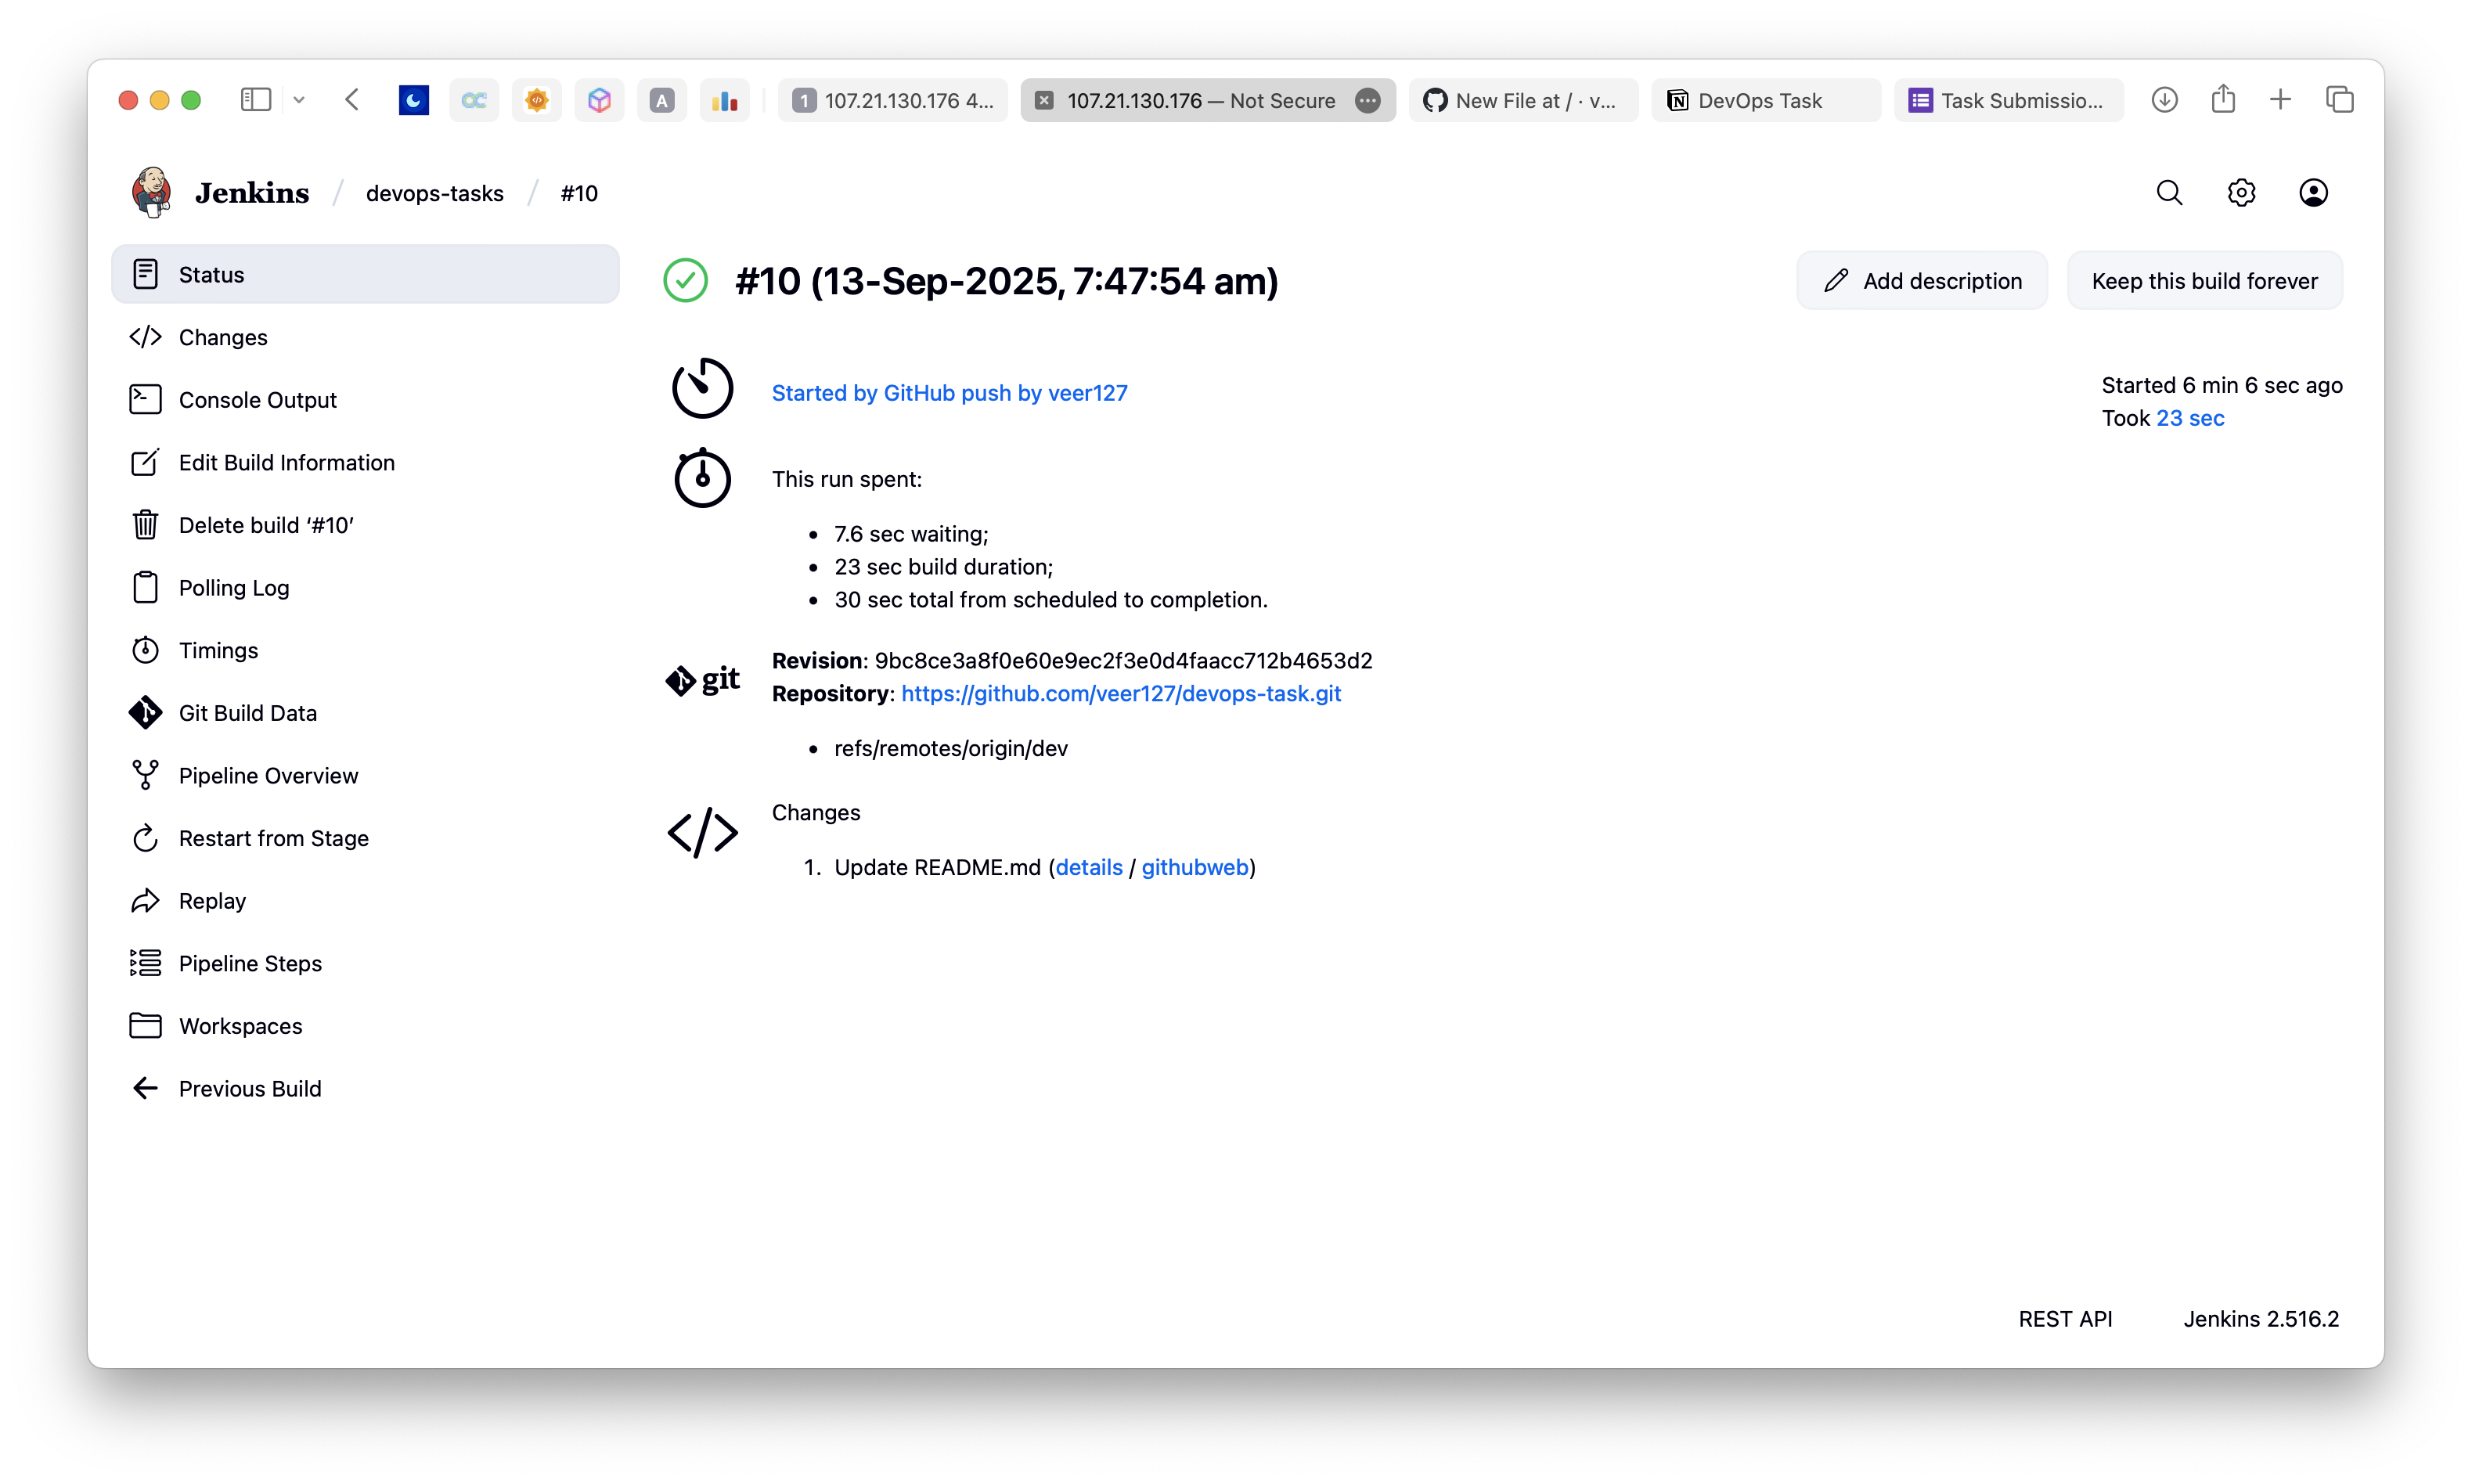 1 107.21.130.176 4...
107.21.130.176 — Not Secure
New File at / · v...
DevOps Task
Task Submissio...
A
Jenkins / devops-tasks / #10
Status
Changes
Console Output
Edit Build Information
Delete build ‘#10’
Polling Log
Timings
Git Build Data
Pipeline Overview
Restart from Stage
Replay
Pipeline Steps
Workspaces
Previous Build
#10 (13-Sep-2025, 7:47:54 am)
Add description
Keep this build forever
Started by GitHub push by veer127
Started 6 min 6 sec ago
Took 23 sec
This run spent:
• 7.6 sec waiting;
• 23 sec build duration;
• 30 sec total from scheduled to completion.
git
Revision: 9bc8ce3a8f0e60e9ec2f3e0d4faacc712b4653d2
Repository: https://github.com/veer127/devops-task.git
• refs/remotes/origin/dev
Changes
1. Update README.md (details / githubweb)
REST API
Jenkins 2.516.2